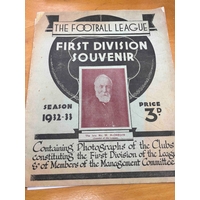 THE FOOTBALL LEAGUE
FIRST DIVISION
SOUVENIR
SEASON
1932-33
PRICE
3D
Containing Photographs of the Clubs
constituting the First Division of the League
& of Members of the Management Committee